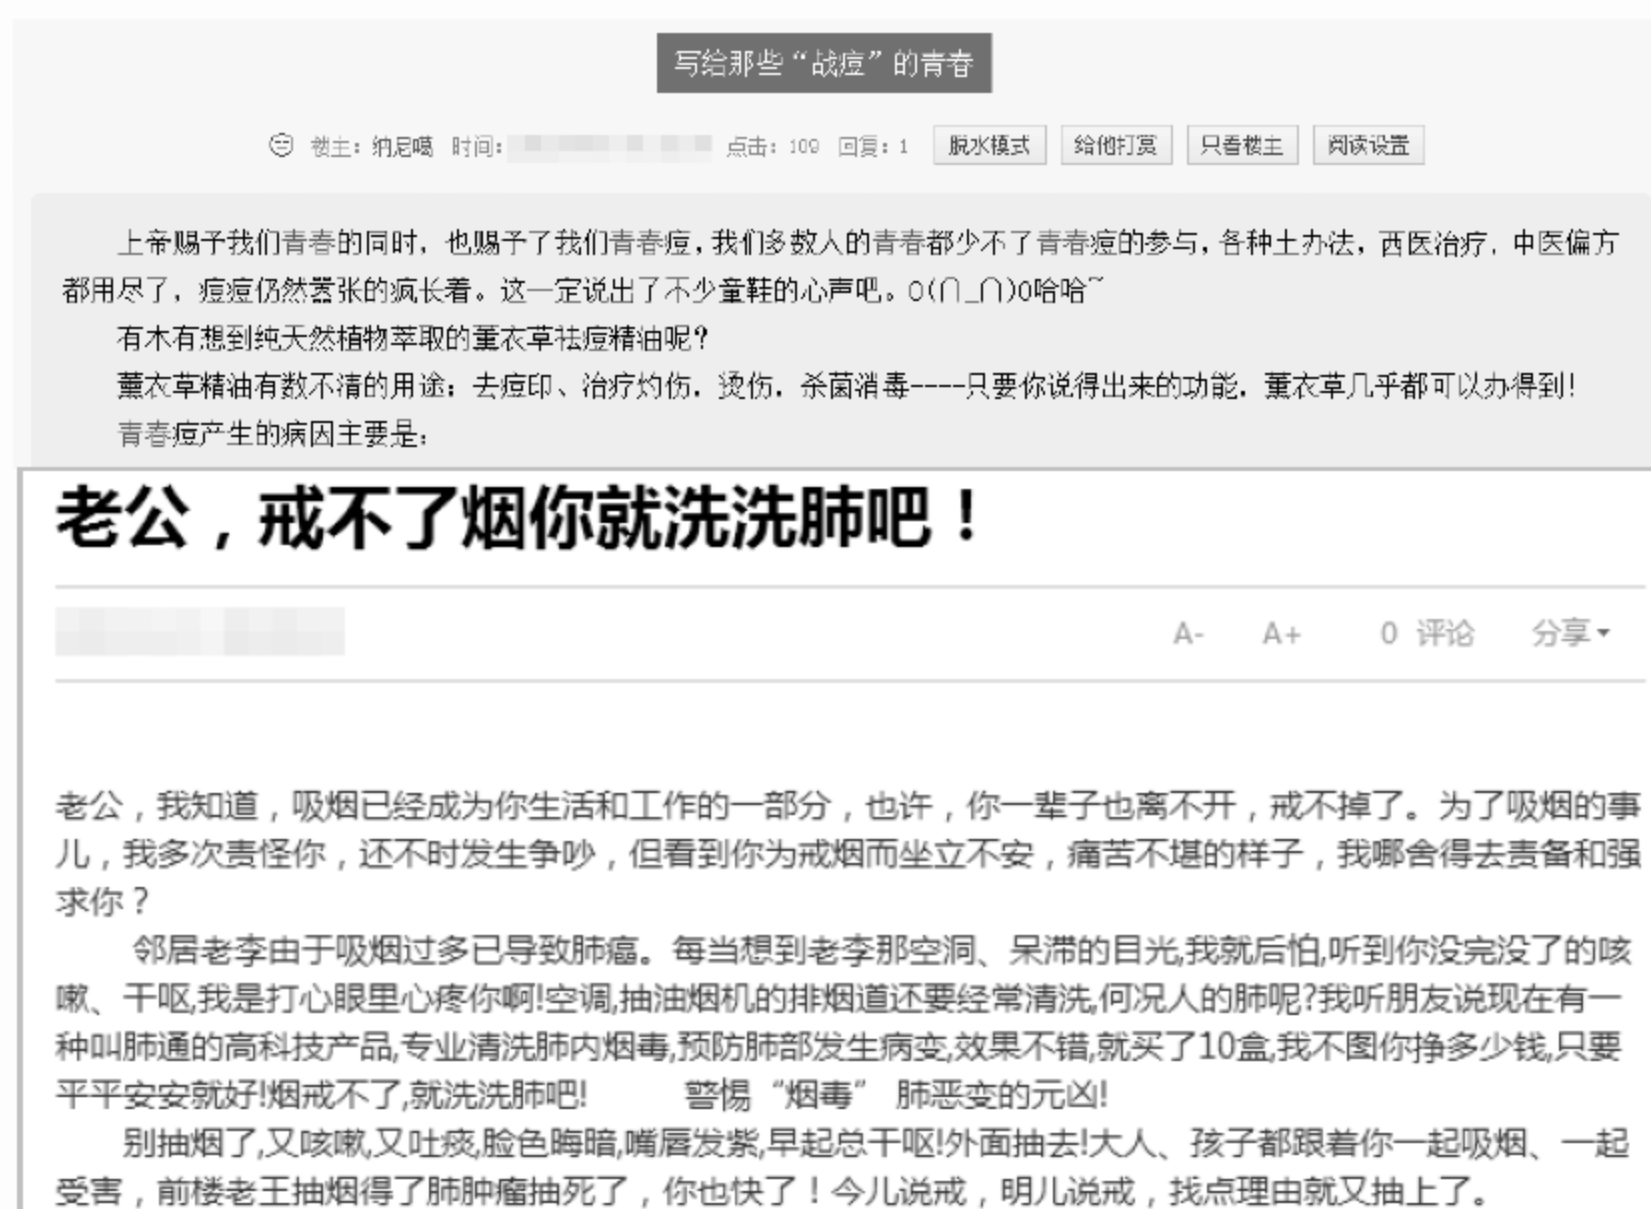 写给那些“战痘”的青春
楼主：纳尼噶 时间： 点击：109 回复：1 脱水模式 给他打赏 只看楼主 阅读设置
上帝赐予我们青春的同时，也赐予了我们青春痘，我们多数人的青春都少不了青春痘的参与，各种土办法，西医治疗，中医偏方
都用尽了，痘痘仍然嚣张的疯长着。这一定说出了不少童鞋的心声吧。O(∩_∩)O哈哈~
有木有想到纯天然植物萃取的薰衣草祛痘精油呢？
薰衣草精油有数不清的用途：去痘印、治疗灼伤，烫伤，杀菌消毒----只要你说得出来的功能，薰衣草几乎都可以办得到！
青春痘产生的病因主要是：
老公，戒不了烟你就洗洗肺吧！
A- A+ 0 评论 分享
老公，我知道，吸烟已经成为你生活和工作的一部分，也许，你一辈子也离不开，戒不掉了。为了吸烟的事
儿，我多次责怪你，还不时发生争吵，但看到你为戒烟而坐立不安，痛苦不堪的样子，我哪舍得去责备和强
求你？
邻居老李由于吸烟过多已导致肺癌。每当想到老李那空洞、呆滞的目光,我就后怕,听到你没完没了的咳
嗽、干呕,我是打心眼里心疼你啊!空调,抽油烟机的排烟道还要经常清洗,何况人的肺呢?我听朋友说现在有一
种叫肺通的高科技产品,专业清洗肺内烟毒,预防肺部发生病变,效果不错,就买了10盒,我不图你挣多少钱,只要
平平安安就好!烟戒不了,就洗洗肺吧! 警惕“烟毒” 肺恶变的元凶!
别抽烟了,又咳嗽,又吐痰,脸色晦暗,嘴唇发紫,早起总干呕!外面抽去!大人、孩子都跟着你一起吸烟、一起
受害，前楼老王抽烟得了肺肿瘤抽死了，你也快了！今儿说戒，明儿说戒，找点理由就又抽上了。